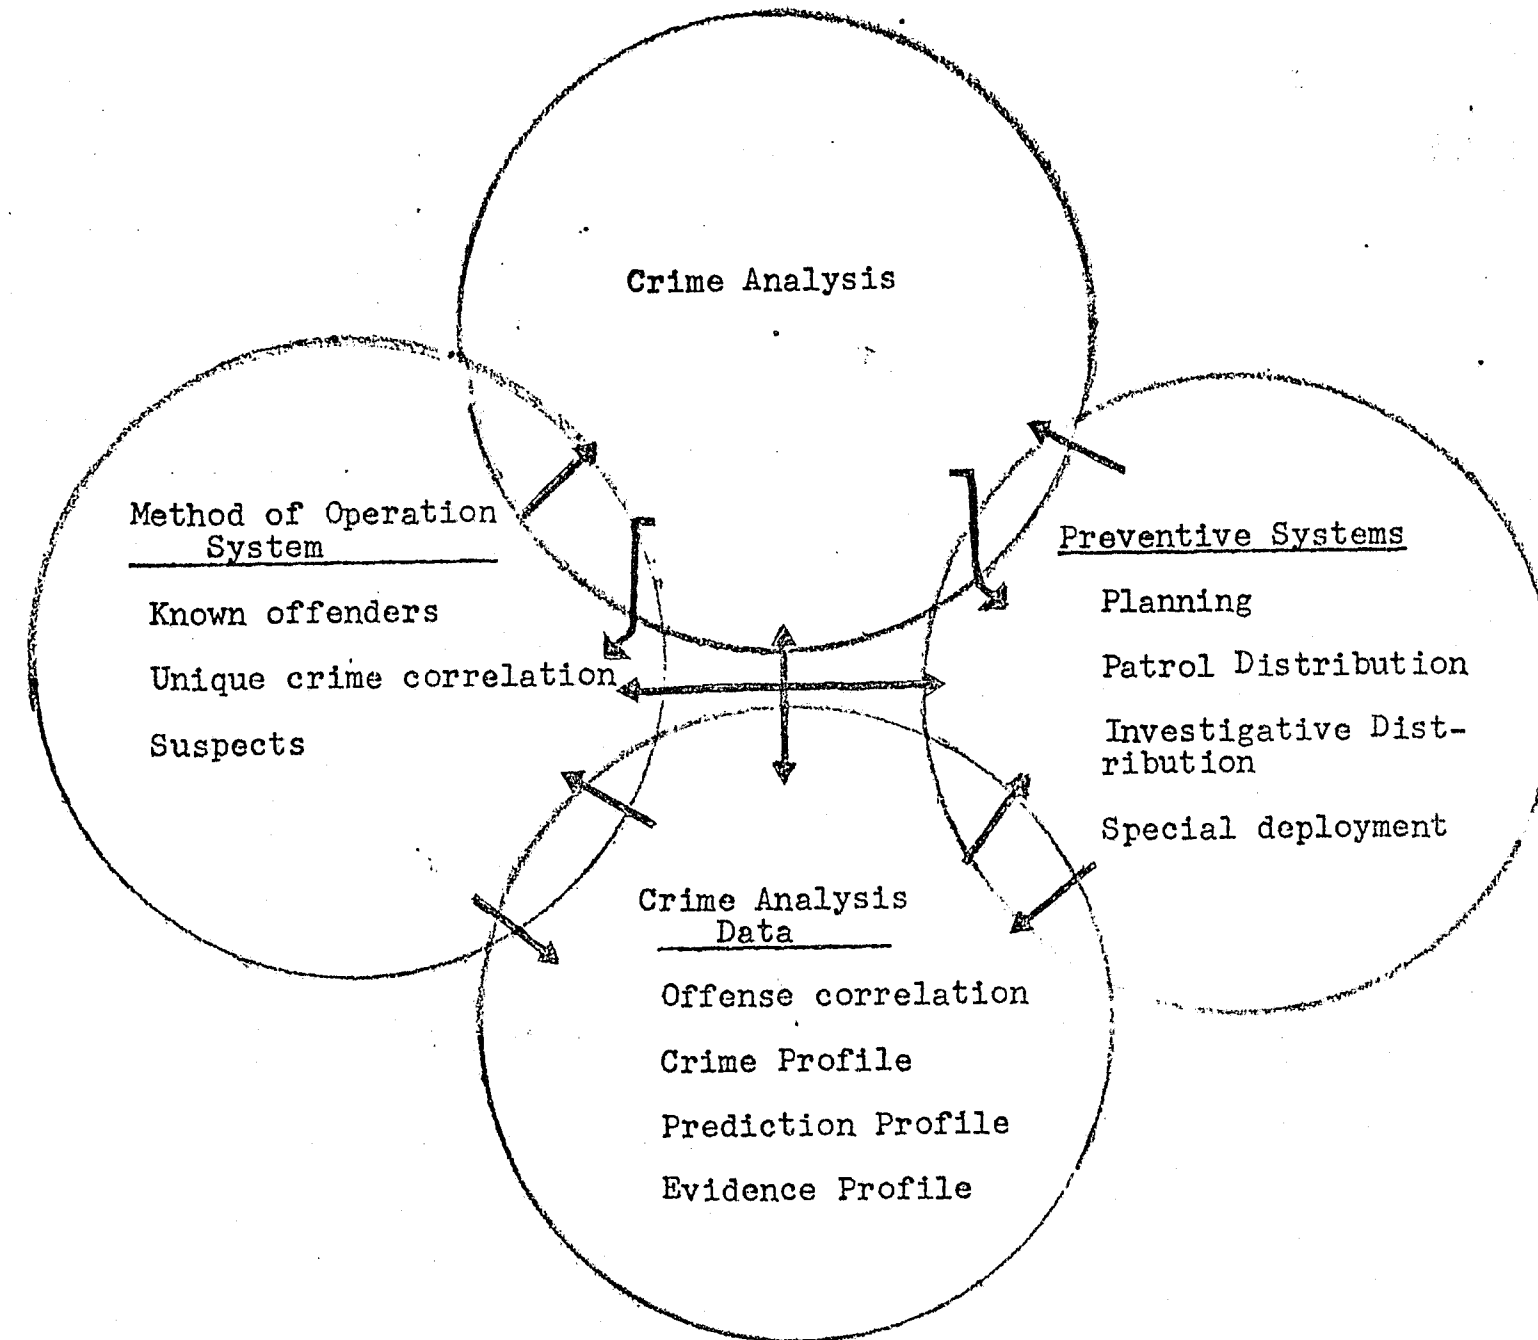 Crime Analysis
Method of Operation
System
Known offenders
Unique crime correlation
Suspects
Preventive Systems
Planning
Patrol Distribution
Investigative Dist-
ribution
Special deployment
Crime Analysis
Data
Offense correlation
Crime Profile
Prediction Profile
Evidence Profile